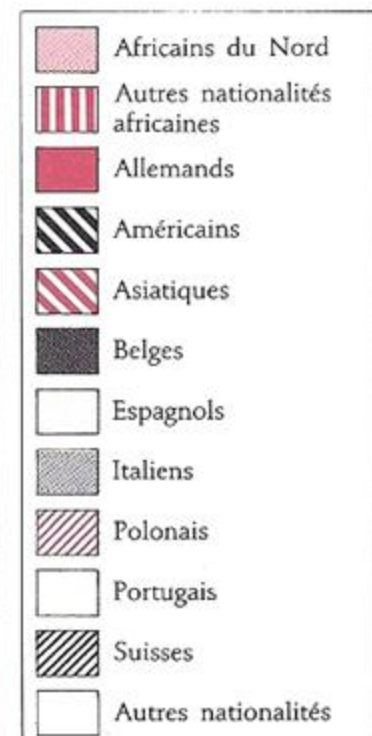 Africains du Nord
Autres nationalités
africaines
Allemands
Américains
Asiatiques
Belges
Espagnols
Italiens
Polonais
Portugais
Suisses
Autres nationalités